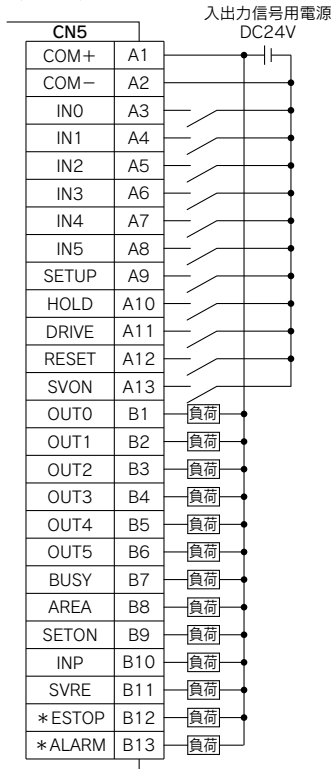 入出力信号用電源
DC24V
CN5
COM+ A1
COM− A2
IN0 A3
IN1 A4
IN2 A5
IN3 A6
IN4 A7
IN5 A8
SETUP A9
HOLD A10
DRIVE A11
RESET A12
SVON A13
OUT0 B1 負荷
OUT1 B2 負荷
OUT2 B3 負荷
OUT3 B4 負荷
OUT4 B5 負荷
OUT5 B6 負荷
BUSY B7 負荷
AREA B8 負荷
SETON B9 負荷
INP B10 負荷
SVRE B11 負荷
＊ESTOP B12 負荷
＊ALARM B13 負荷